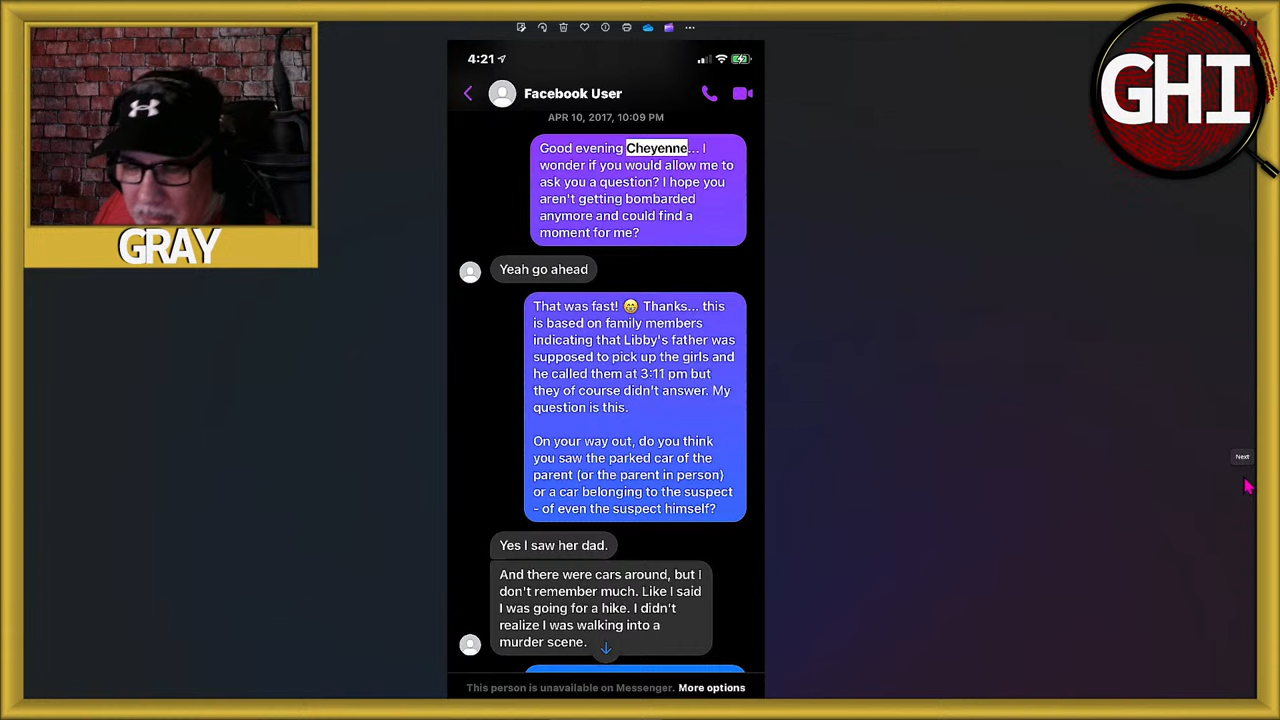 GHI
GRAY
4:21
Facebook User
APR 10, 2017, 10:09 PM
Good evening Cheyenne... I
wonder if you would allow me to
ask you a question? I hope you
aren't getting bombarded
anymore and could find a
moment for me?
Yeah go ahead
That was fast! 😁 Thanks... this
is based on family members
indicating that Libby's father was
supposed to pick up the girls and
he called them at 3:11 pm but
they of course didn't answer. My
question is this.
On your way out, do you think
you saw the parked car of the
parent (or the parent in person)
or a car belonging to the suspect
- of even the suspect himself?
Yes I saw her dad.
And there were cars around, but I
don't remember much. Like I said
I was going for a hike. I didn't
realize I was walking into a
murder scene.
This person is unavailable on Messenger. More options
Next